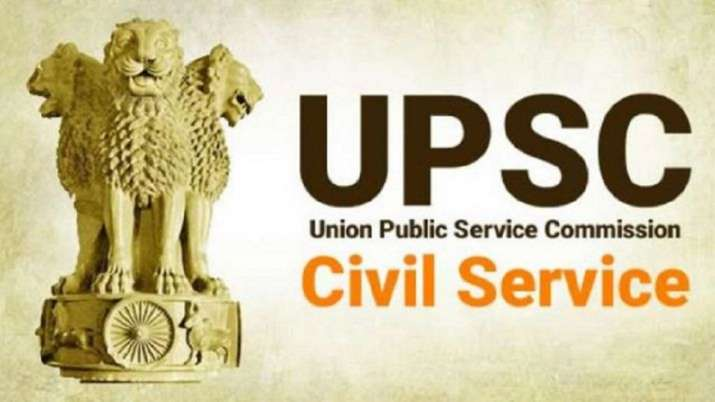 UPSC
Union Public Service Commission
Civil Service